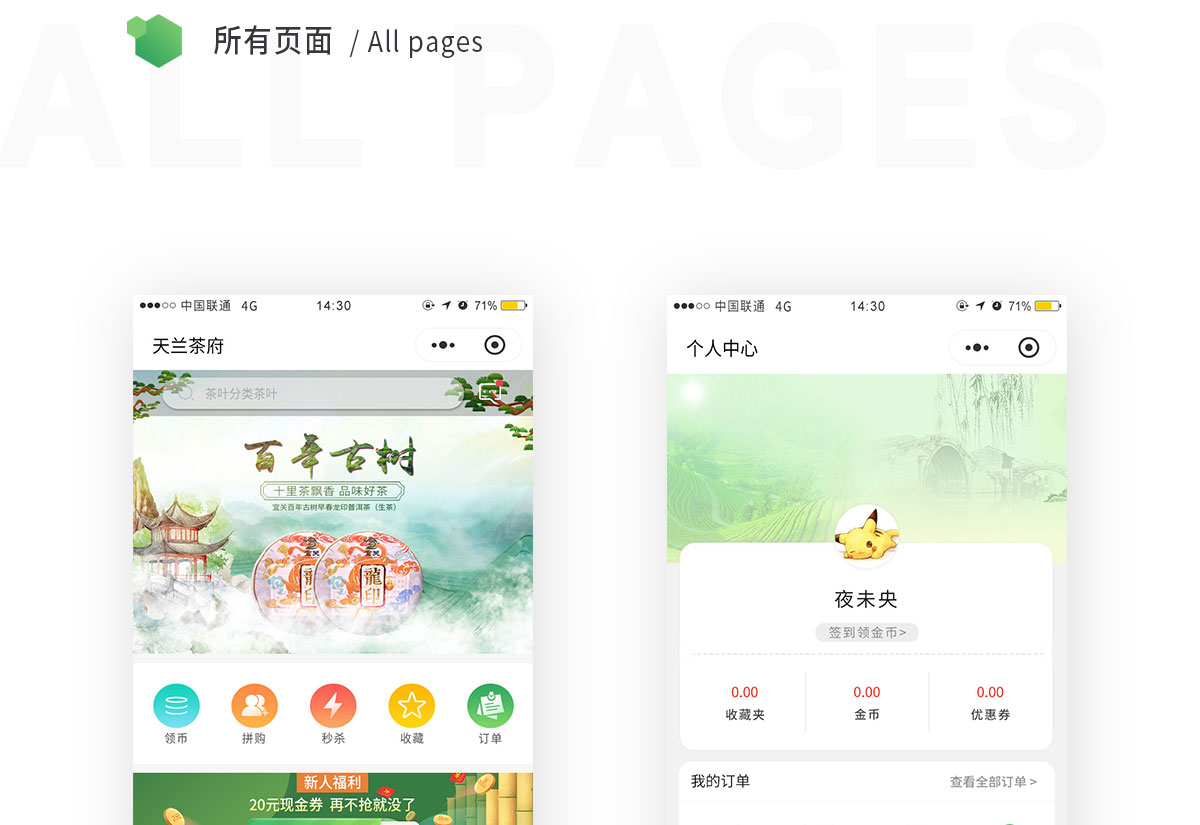 所有页面 / All pages
ALL PAGES
中国联通 4G 14:30 71%
天兰茶府
茶叶分类茶叶
百年古树
十里茶飘香 品味好茶
宜关百年古树早春龙印普洱茶（生茶）
宜关
龍印
龍印
领币 拼购 秒杀 收藏 订单
新人福利
20元现金券 再不抢就没了
中国联通 4G 14:30 71%
个人中心
夜未央
签到领金币>
0.00 0.00 0.00
收藏夹 金币 优惠券
我的订单 查看全部订单 >